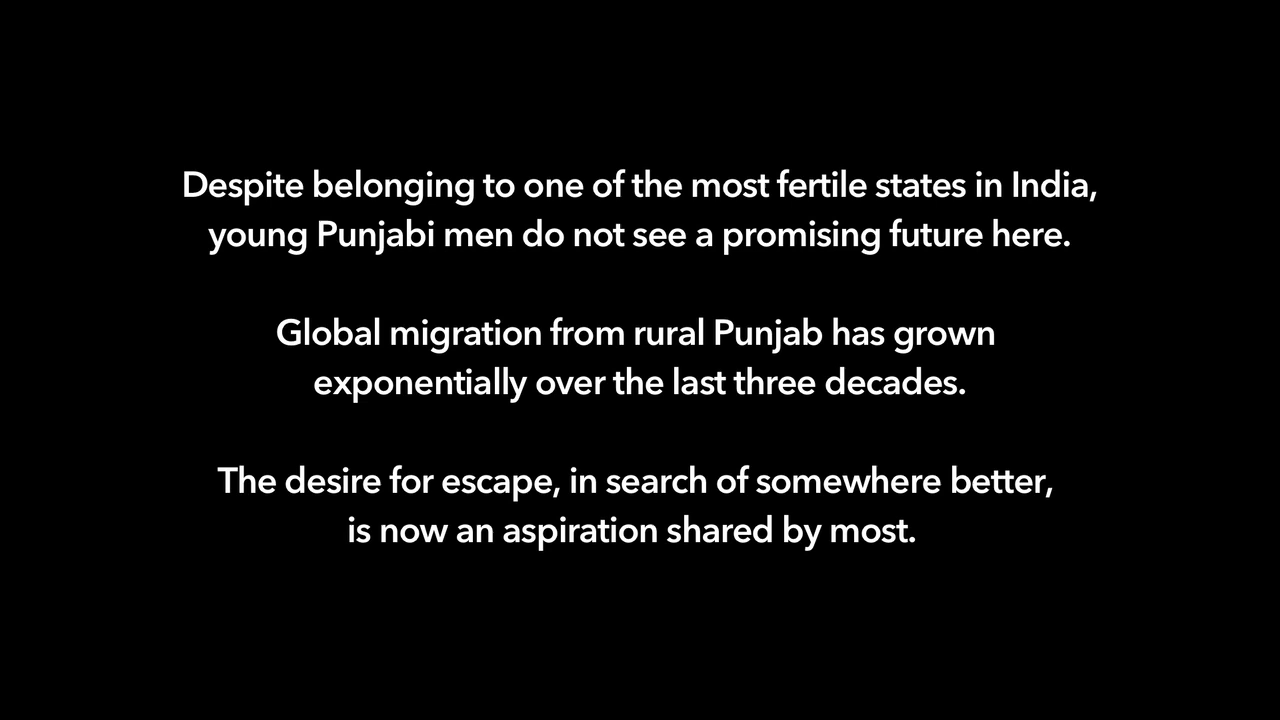 Despite belonging to one of the most fertile states in India,
young Punjabi men do not see a promising future here.
Global migration from rural Punjab has grown
exponentially over the last three decades.
The desire for escape, in search of somewhere better,
is now an aspiration shared by most.